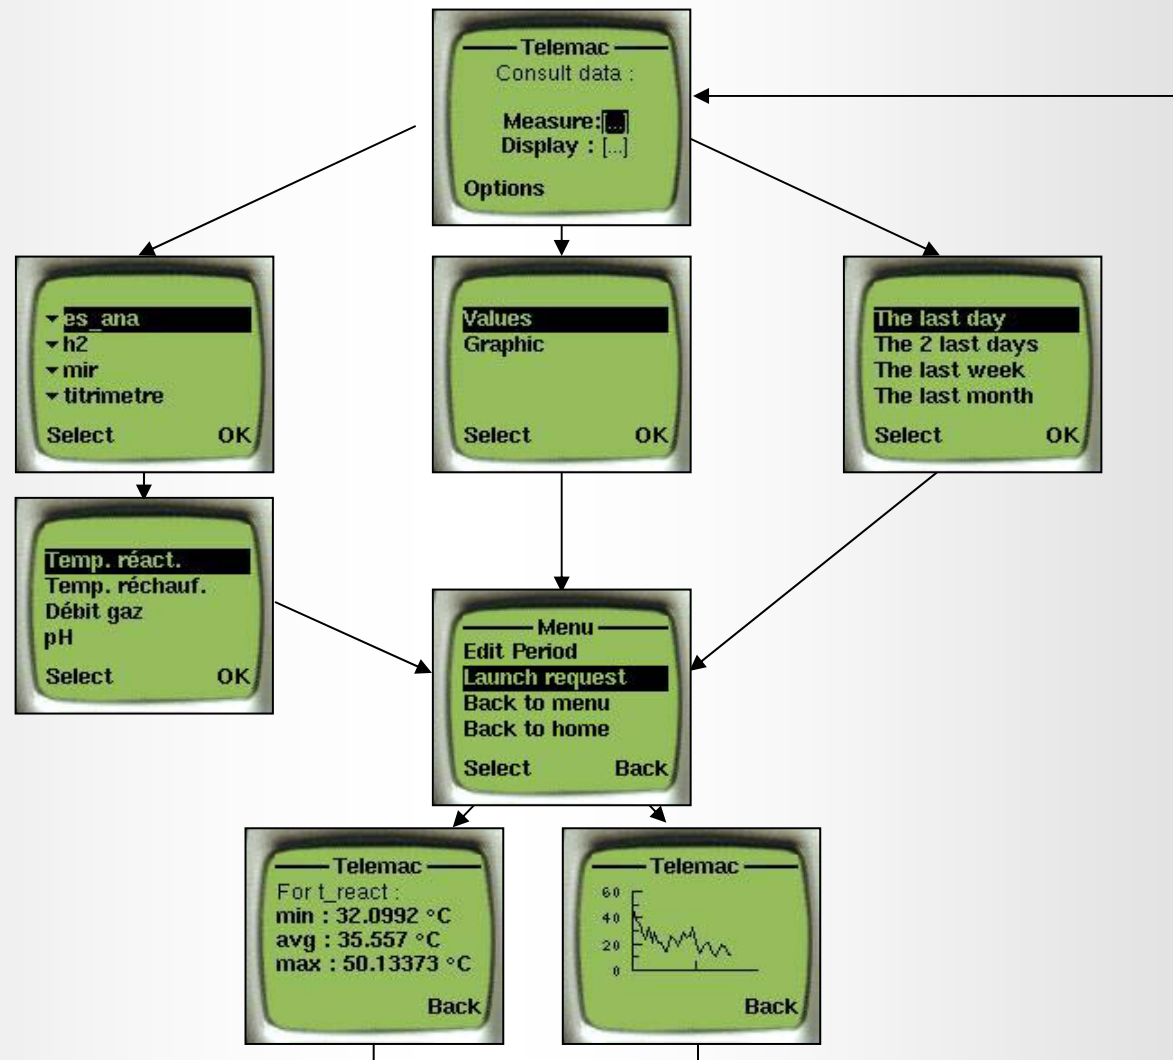 Telemac
Consult data :
Measure:[...]
Display : [...]
Options
es_ana
h2
mir
titrimetre
Select OK
Values
Graphic
Select OK
The last day
The 2 last days
The last week
The last month
Select OK
Temp. réact.
Temp. réchauf.
Débit gaz
pH
Select OK
Menu
Edit Period
Launch request
Back to menu
Back to home
Select Back
Telemac
For t_react :
min : 32.0992 °C
avg : 35.557 °C
max : 50.13373 °C
Back
Telemac
60
40
20
0
Back